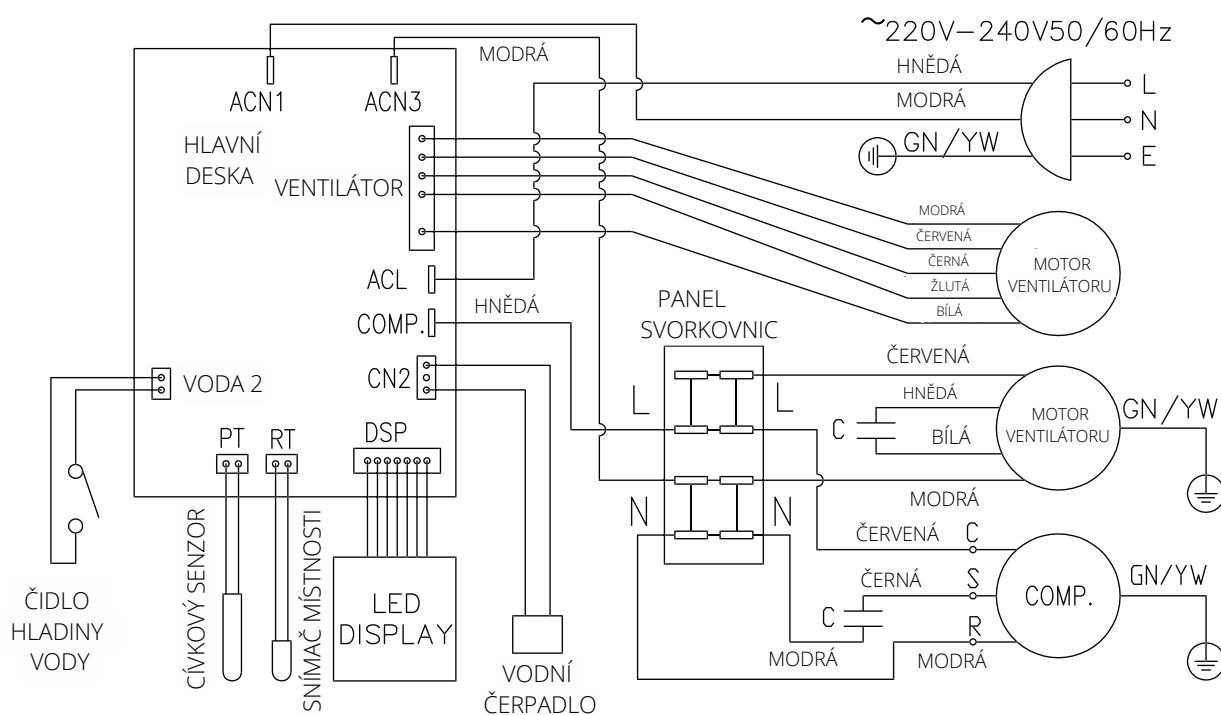 ~220V-240V50/60Hz
MODRÁ
HNĚDÁ
L
ACN1
ACN3
MODRÁ
N
HLAVNÍ
DESKA
GN/YW
E
VENTILÁTOR
MODRÁ
ČERVENÁ
ČERNÁ
ŽLUTÁ
BÍLÁ
MOTOR
VENTILÁTORU
ACL
HNĚDÁ
COMP.
PANEL
SVORKOVNIC
CN2
VODA 2
L
L
ČERVENÁ
HNĚDÁ
C
BÍLÁ
MOTOR
VENTILÁTORU
GN/YW
PT
RT
DSP
MODRÁ
N
N
ČERVENÁ
C
ČERNÁ
S
C
R
MODRÁ
MODRÁ
COMP.
GN/YW
ČIDLO
HLADINY
VODY
CÍVKOVÝ SENZOR
SNÍMAČ MÍSTNOSTI
LED
DISPLAY
VODNÍ
ČERPADLO